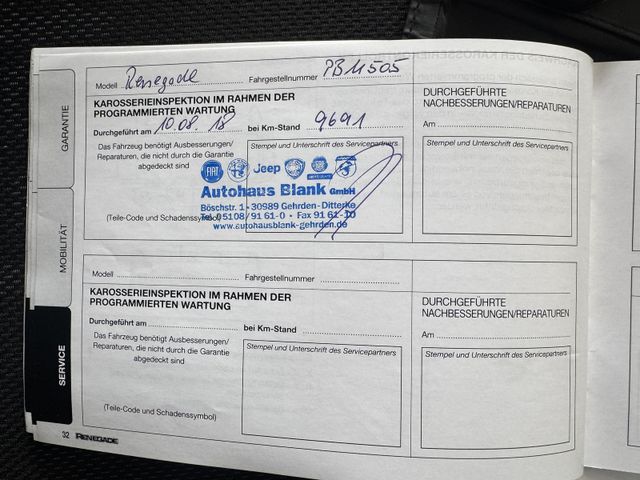 Modell Renegade Fahrgestellnummer PB11505
KAROSSERIEINSPEKTION IM RAHMEN DER
PROGRAMMIERTEN WARTUNG
Durchgeführt am 10.08.18 bei Km-Stand 9691
Das Fahrzeug benötigt Ausbesserungen/
Reparaturen, die nicht durch die Garantie
abgedeckt sind
(Teile-Code und Schadenssymbol)
Stempel und Unterschrift des Servicepartners
FIAT Jeep
Autohaus Blank GmbH
Böschstr. 1 · 30989 Gehrden-Ditterke
Tel. 05108/91 61-0 · Fax 91 61-10
www.autohausblank-gehrden.de
DURCHGEFÜHRTE
NACHBESSERUNGEN/REPARATUREN
Am
Stempel und Unterschrift des Servicepartners
Modell Fahrgestellnummer
KAROSSERIEINSPEKTION IM RAHMEN DER
PROGRAMMIERTEN WARTUNG
Durchgeführt am bei Km-Stand
Das Fahrzeug benötigt Ausbesserungen/
Reparaturen, die nicht durch die Garantie
abgedeckt sind
(Teile-Code und Schadenssymbol)
Stempel und Unterschrift des Servicepartners
DURCHGEFÜHRTE
NACHBESSERUNGEN/REPARATUREN
Am
Stempel und Unterschrift des Servicepartners
GARANTIE
MOBILITÄT
SERVICE
32 RENEGADE